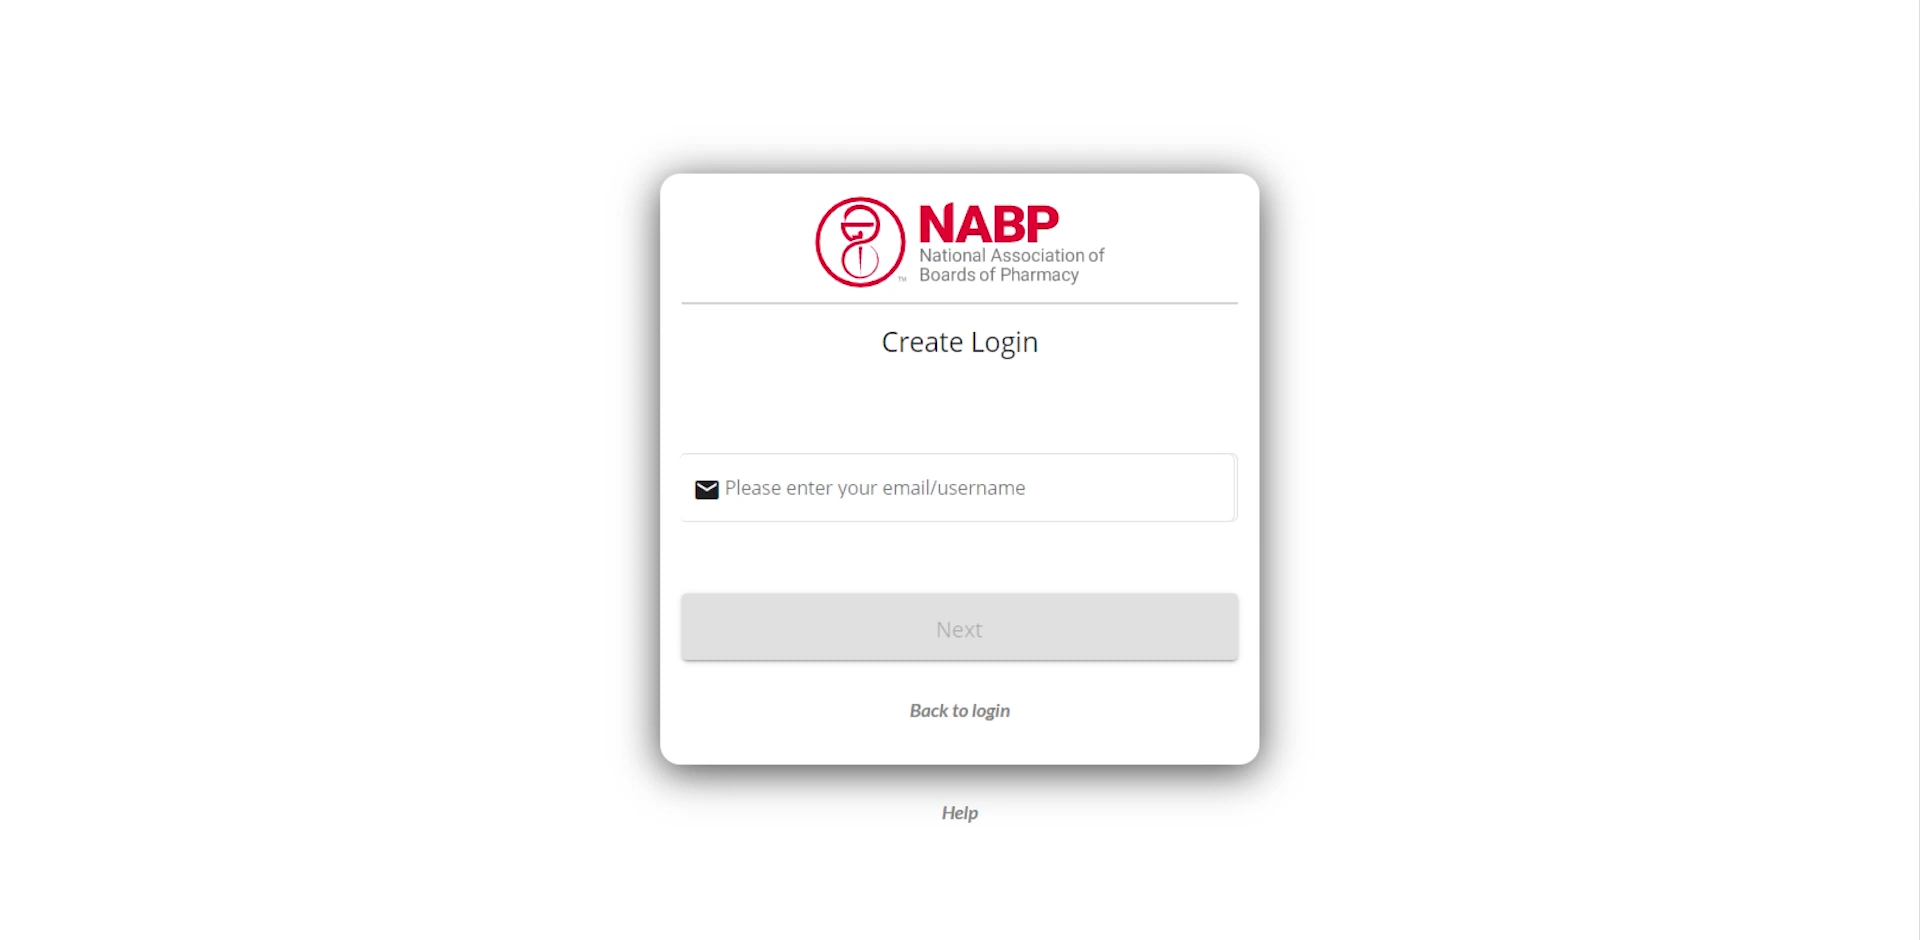 NABP
National Association of
Boards of Pharmacy
TM
Create Login
Please enter your email/username
Next
Back to login
Help